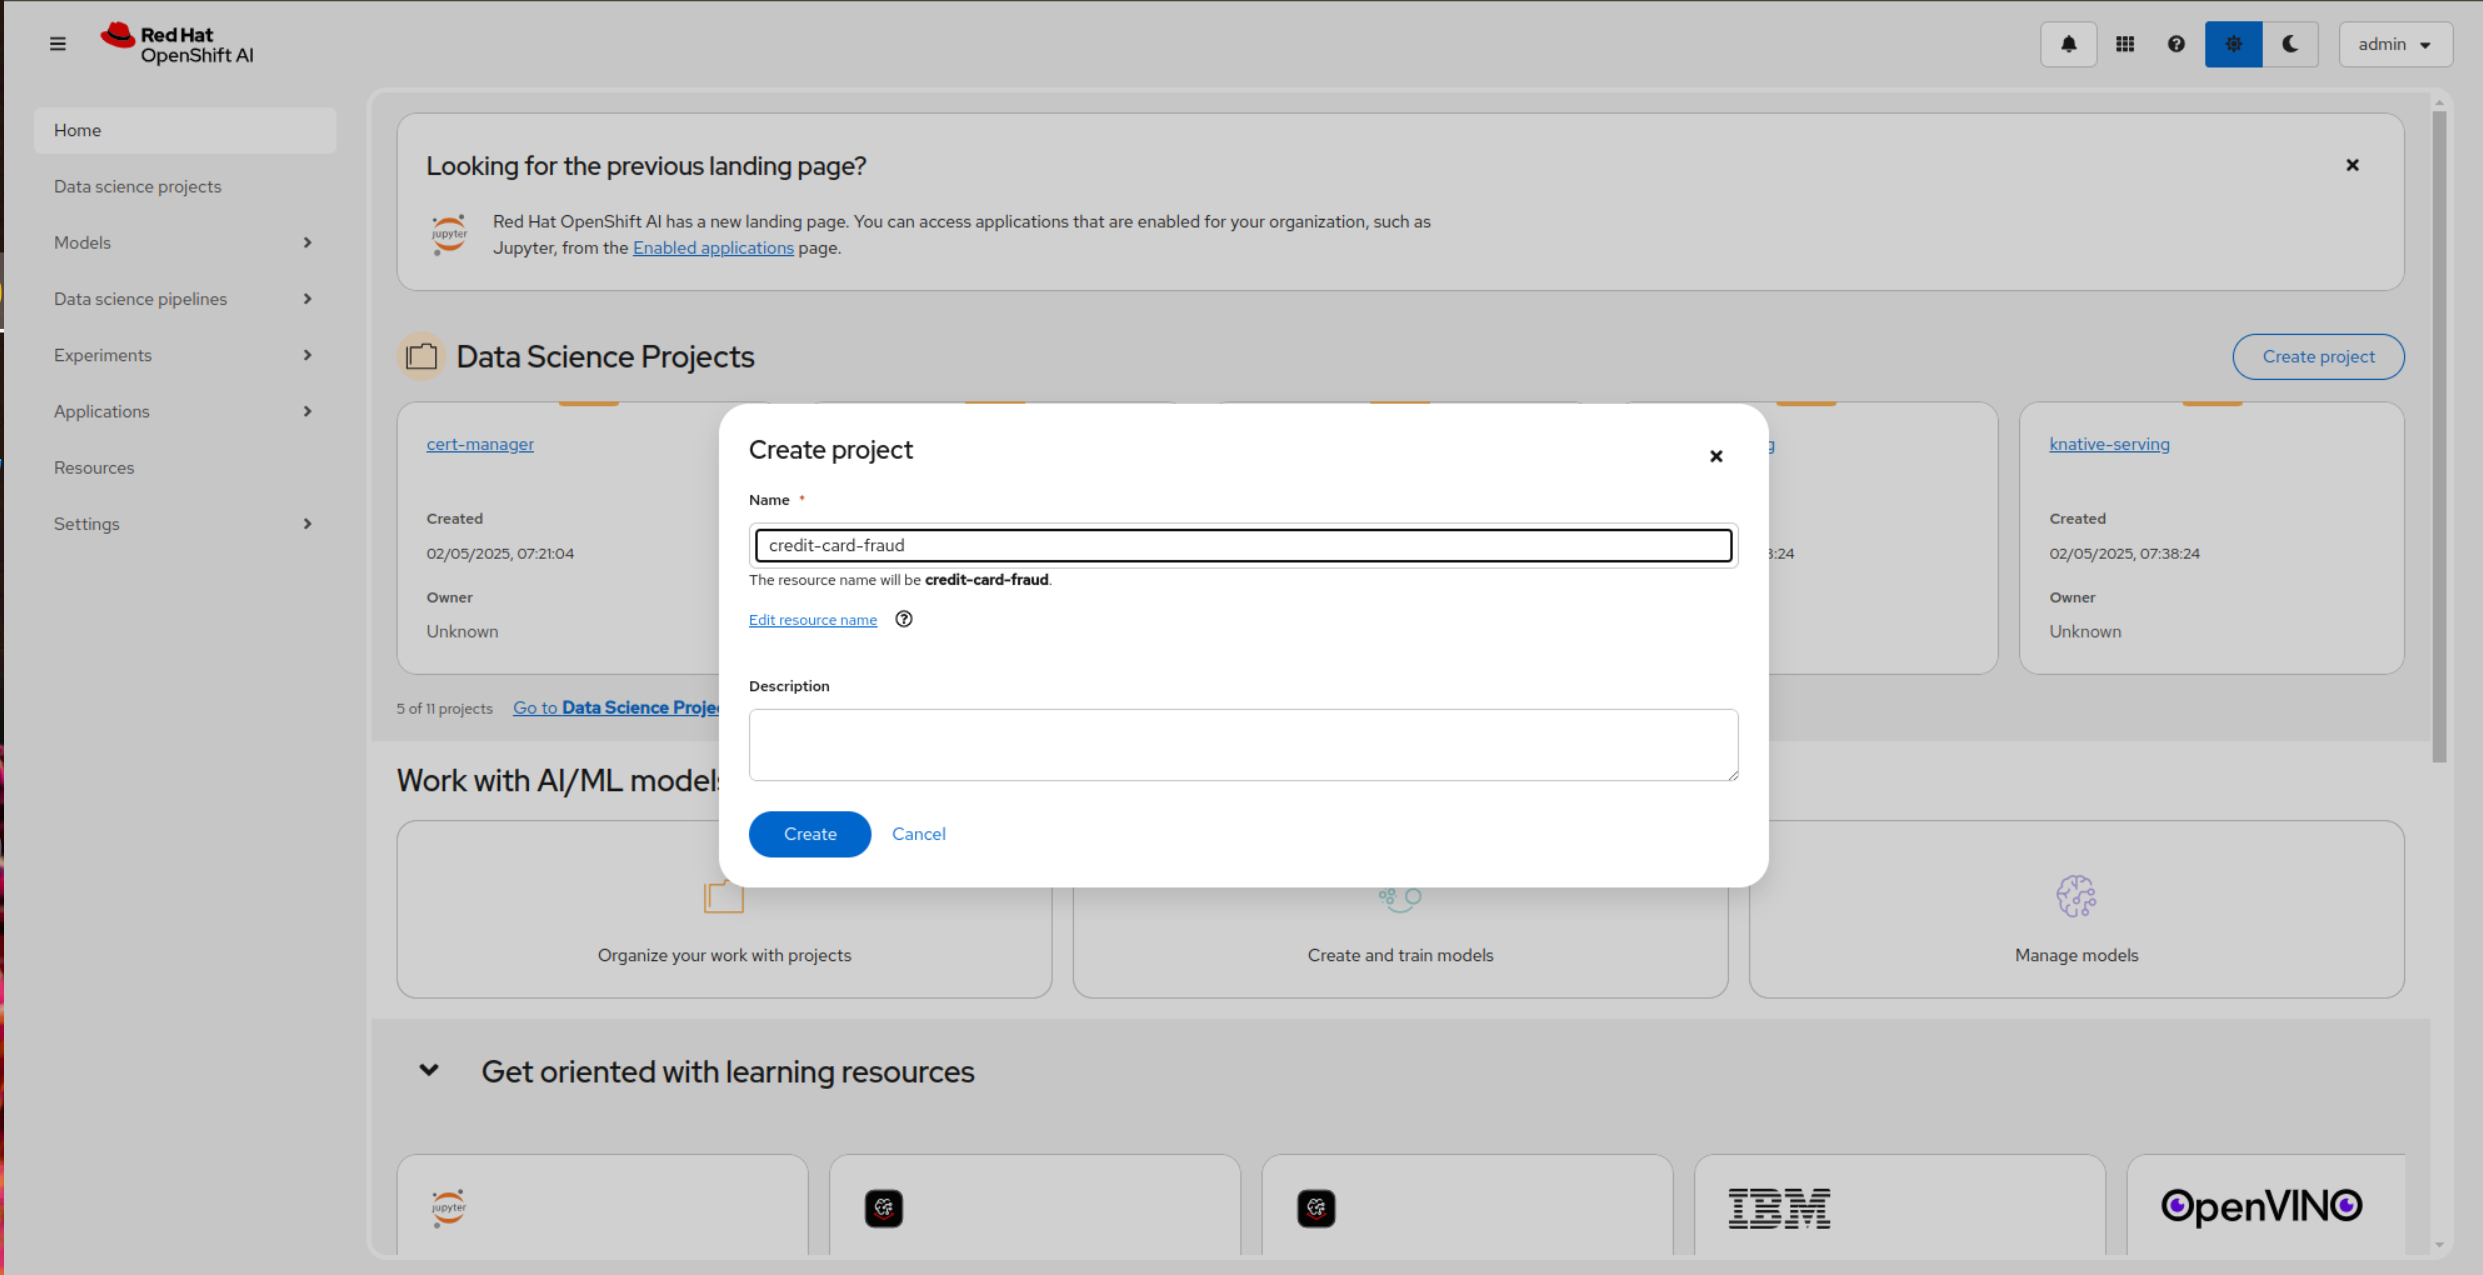 Red Hat
OpenShift AI
admin
Home
Data science projects
Models
Data science pipelines
Experiments
Applications
Resources
Settings
Looking for the previous landing page?
jupyter
Red Hat OpenShift AI has a new landing page. You can access applications that are enabled for your organization, such as
Jupyter, from the Enabled applications page.
Data Science Projects
Create project
cert-manager
Created
02/05/2025, 07:21:04
Owner
Unknown
g
3:24
knative-serving
Created
02/05/2025, 07:38:24
Owner
Unknown
5 of 11 projects
Go to Data Science Proje
Create project
Name *
credit-card-fraud
The resource name will be credit-card-fraud.
Edit resource name
Description
Create
Cancel
Work with AI/ML models
Organize your work with projects
Create and train models
Manage models
Get oriented with learning resources
jupyter
IBM
OpenVINO